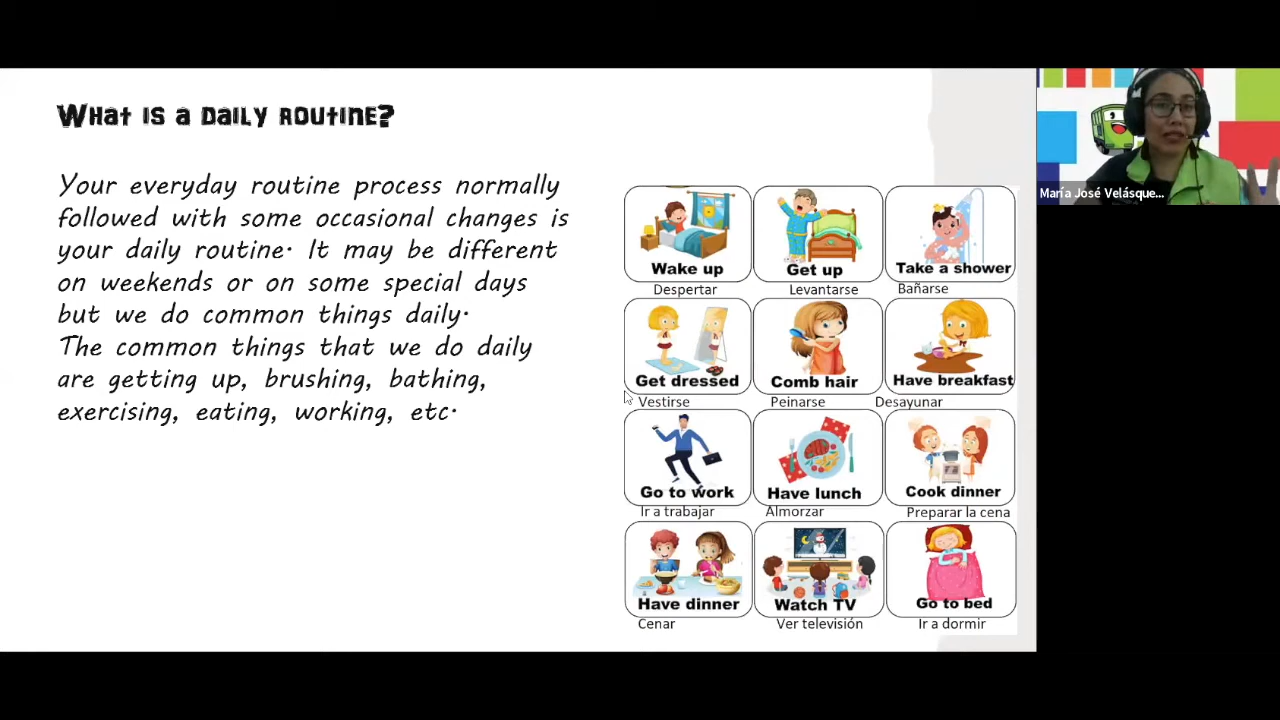 What is a daily routine?
Your everyday routine process normally
followed with some occasional changes is
your daily routine. It may be different
on weekends or on some special days
but we do common things daily.
The common things that we do daily
are getting up, brushing, bathing,
exercising, eating, working, etc.
Wake up
Get up
Take a shower
Despertar
Levantarse
Bañarse
Get dressed
Comb hair
Have breakfast
Vestirse
Peinarse
Desayunar
Go to work
Have lunch
Cook dinner
Ir a trabajar
Almorzar
Preparar la cena
Have dinner
Watch TV
Go to bed
Cenar
Ver televisión
Ir a dormir
María José Velásque...